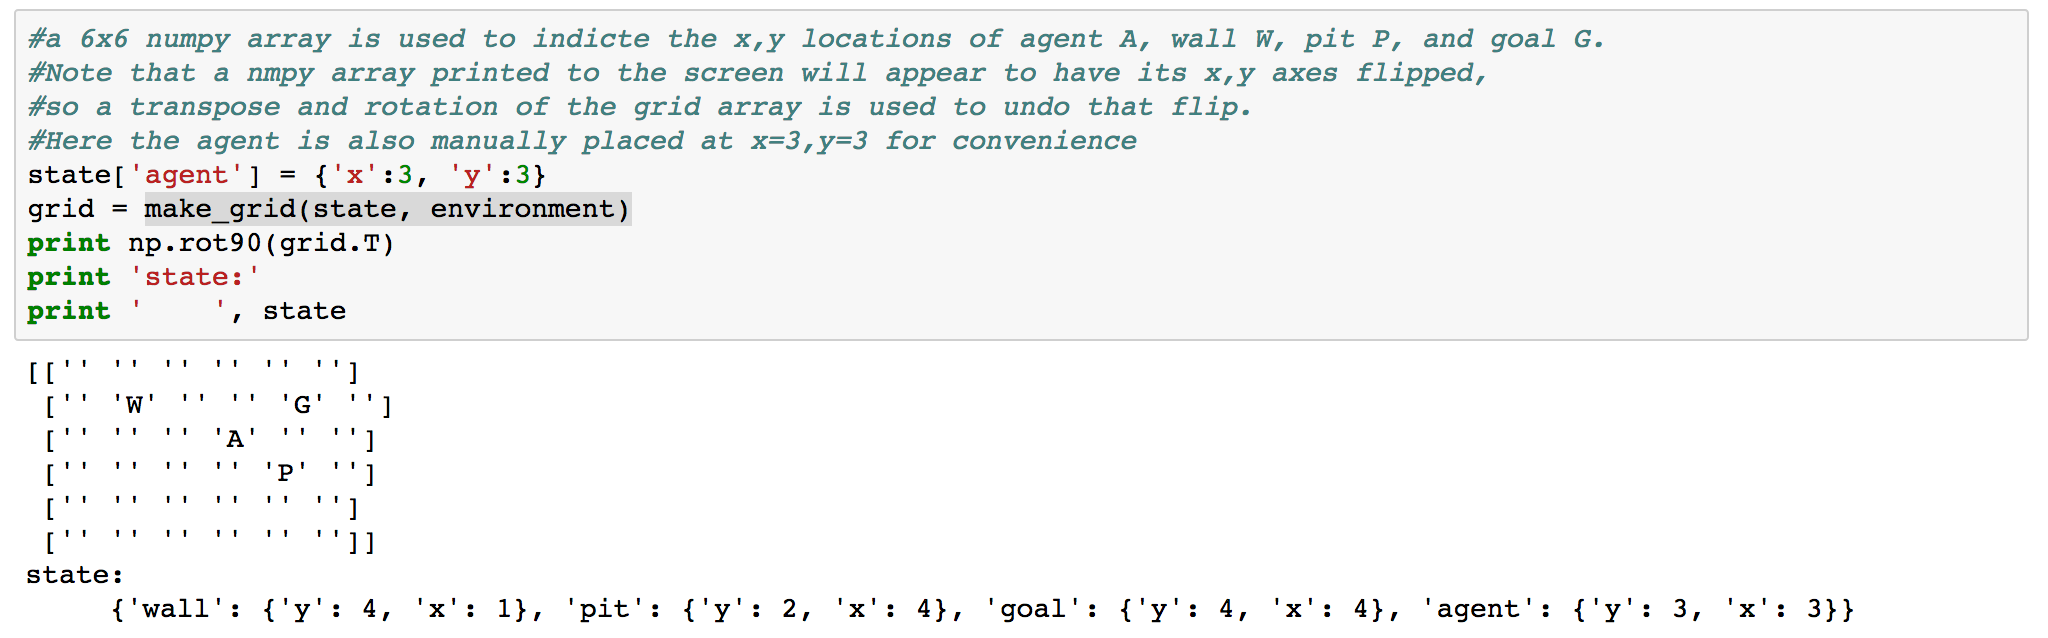 #a 6x6 numpy array is used to indicte the x,y locations of agent A, wall W, pit P, and goal G.
#Note that a nmpy array printed to the screen will appear to have its x,y axes flipped,
#so a transpose and rotation of the grid array is used to undo that flip.
#Here the agent is also manually placed at x=3,y=3 for convenience
state['agent'] = {'x':3, 'y':3}
grid = make_grid(state, environment)
print np.rot90(grid.T)
print 'state:'
print '    ', state
[['' '' '' '' '' '']
 ['' 'W' '' '' 'G' '']
 ['' '' '' 'A' '' '']
 ['' '' '' '' 'P' '']
 ['' '' '' '' '' '']
 ['' '' '' '' '' '']]
state:
     {'wall': {'y': 4, 'x': 1}, 'pit': {'y': 2, 'x': 4}, 'goal': {'y': 4, 'x': 4}, 'agent': {'y': 3, 'x': 3}}